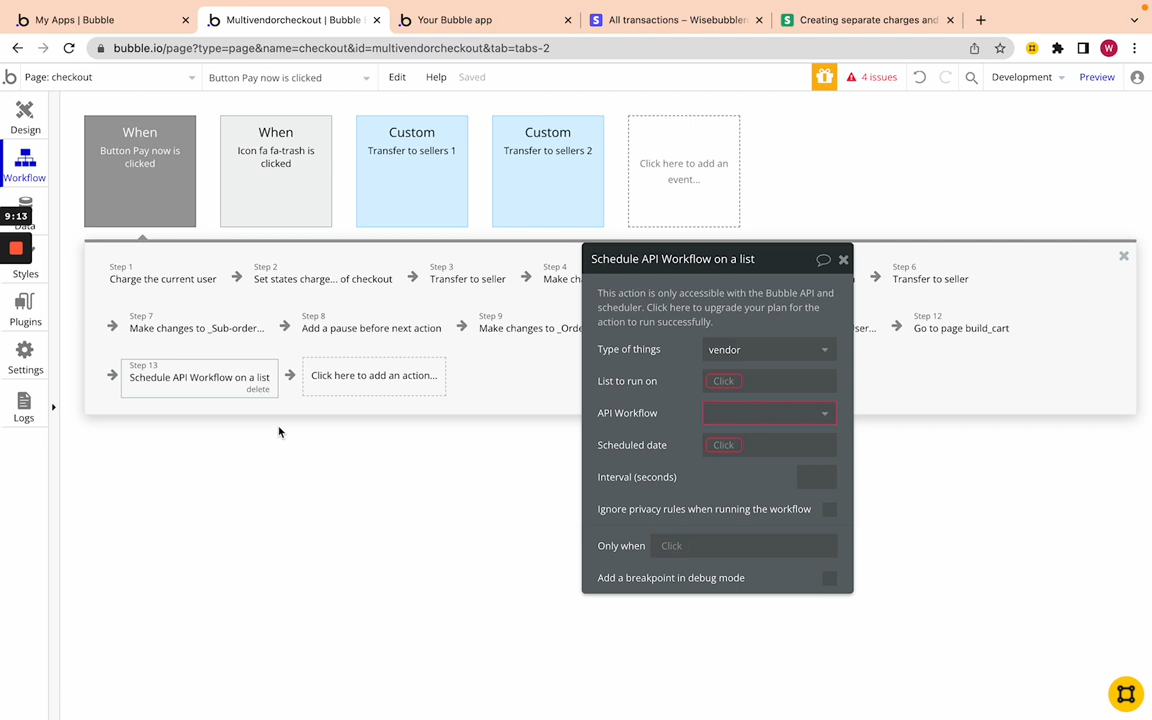 My Apps | Bubble
Multivendorcheckout | Bubble
Your Bubble app
All transactions – Wisebubble
Creating separate charges and
bubble.io/page?type=page&name=checkout&id=multivendorcheckout&tab=tabs-2
W
Page: checkout
Button Pay now is clicked
Edit
Help
Saved
4 issues
Development
Preview
Design
Workflow
9:13
Data
Styles
Plugins
Settings
Logs
When
Button Pay now is
clicked
When
Icon fa fa-trash is
clicked
Custom
Transfer to sellers 1
Custom
Transfer to sellers 2
Click here to add an
event...
Step 1
Charge the current user
Step 2
Set states charge... of checkout
Step 3
Transfer to seller
Step 4
Make cha
Step 6
Transfer to seller
Step 7
Make changes to _Sub-order...
Step 8
Add a pause before next action
Step 9
Make changes to _Orde
ser...
Step 12
Go to page build_cart
Step 13
Schedule API Workflow on a list
delete
Click here to add an action...
Schedule API Workflow on a list
This action is only accessible with the Bubble API and
scheduler. Click here to upgrade your plan for the
action to run successfully.
Type of things
vendor
List to run on
Click
API Workflow
Scheduled date
Click
Interval (seconds)
Ignore privacy rules when running the workflow
Only when
Click
Add a breakpoint in debug mode